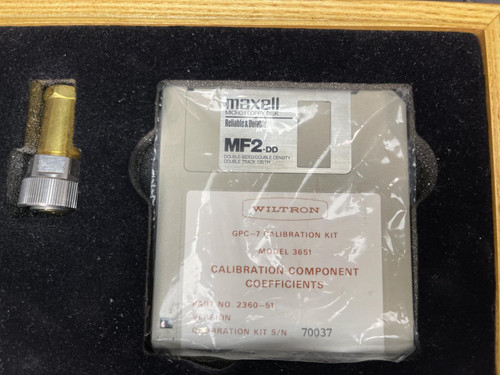 maxell
MICRO FLOPPY DISK
Reliable & Durable
MF2-DD
DOUBLE SIDED/DOUBLE DENSITY
DOUBLE TRACK 135TPI
WILTRON
GPC-7 CALIBRATION KIT
MODEL 3651
CALIBRATION COMPONENT
COEFFICIENTS
PART NO 2360-51
VERSION
CALIBRATION KIT S/N 70037